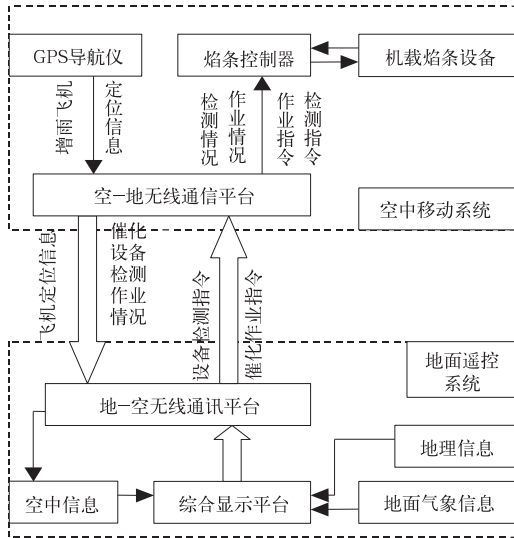 GPS导航仪
焰条控制器
机载焰条设备
增雨飞机
定位信息
检测情况
作业情况
作业指令
检测指令
空－地无线通信平台
空中移动系统
飞机定位信息
催化
设备
检测
作业
情况
设备检测指令
催化作业指令
地面遥控
系统
地－空无线通讯平台
地理信息
空中信息
综合显示平台
地面气象信息